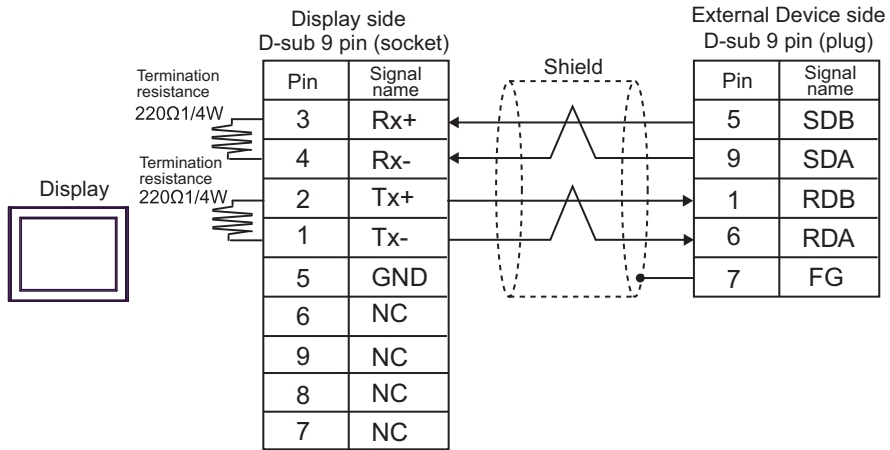 Display side
D-sub 9 pin (socket)
External Device side
D-sub 9 pin (plug)
Termination
resistance
220Ω1/4W
Termination
resistance
220Ω1/4W
Display
Shield
Pin Signal name
3 Rx+
4 Rx-
2 Tx+
1 Tx-
5 GND
6 NC
9 NC
8 NC
7 NC
Pin Signal name
5 SDB
9 SDA
1 RDB
6 RDA
7 FG